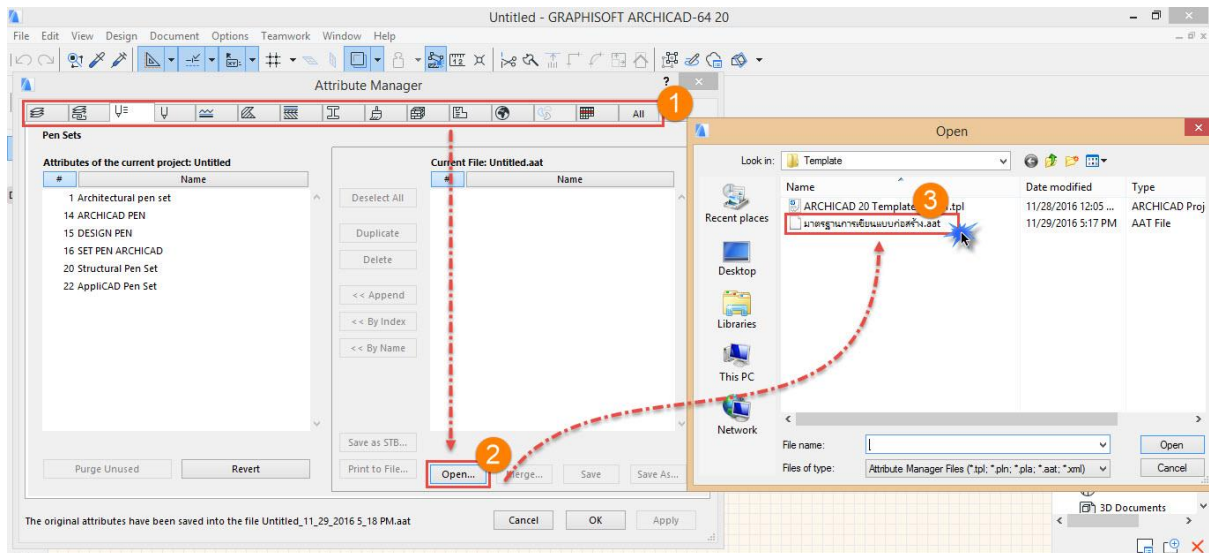 Untitled - GRAPHISOFT ARCHICAD-64 20
File Edit View Design Document Options Teamwork Window Help
Attribute Manager
?
All
1
Pen Sets
Attributes of the current project: Untitled
# Name
1 Architectural pen set
14 ARCHICAD PEN
15 DESIGN PEN
16 SET PEN ARCHICAD
20 Structural Pen Set
22 AppliCAD Pen Set
Deselect All
Duplicate
Delete
<< Append
<< By Index
<< By Name
Save as STB...
Print to File...
Current File: Untitled.aat
# Name
2
Open... Merge... Save Save As...
Purge Unused Revert
The original attributes have been saved into the file Untitled_11_29_2016 5_18 PM.aat
Cancel OK Apply
Open
Look in: Template
Recent places
Desktop
Libraries
This PC
Network
Name Date modified Type
ARCHICAD 20 Template .tpl 11/28/2016 12:05 ... ARCHICAD Proj
3
มาตรฐานการเขียนแบบก่อสร้าง.aat 11/29/2016 5:17 PM AAT File
File name: Open
Files of type: Attribute Manager Files (*.tpl; *.pln; *.pla; *.aat; *.xml) Cancel
3D Documents